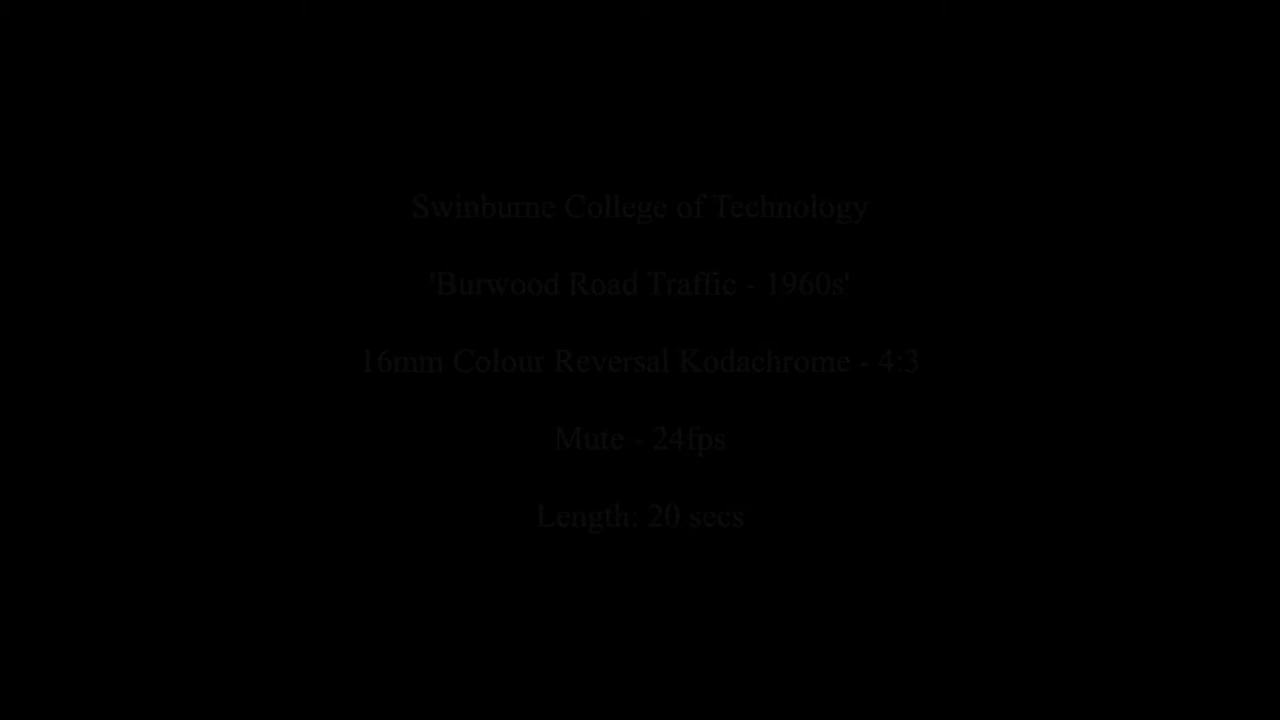 Swinburne College of Technology
'Burwood Road Traffic - 1960s'
16mm Colour Reversal Kodachrome - 4:3
Mute - 24fps
Length: 20 secs